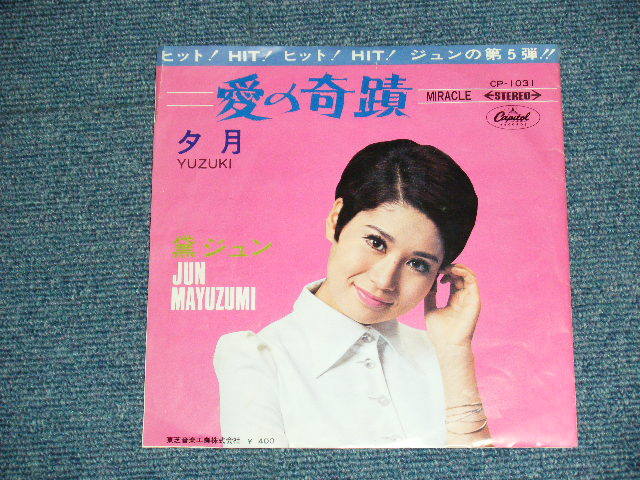 ヒット! HIT! ヒット! HIT! ジュンの第5弾!!
愛の奇蹟
MIRACLE
CP-1031
STEREO
Capitol
RECORDS
夕月
YUZUKI
黛ジュン
JUN
MAYUZUMI
東芝音楽工業株式会社 ¥ 400